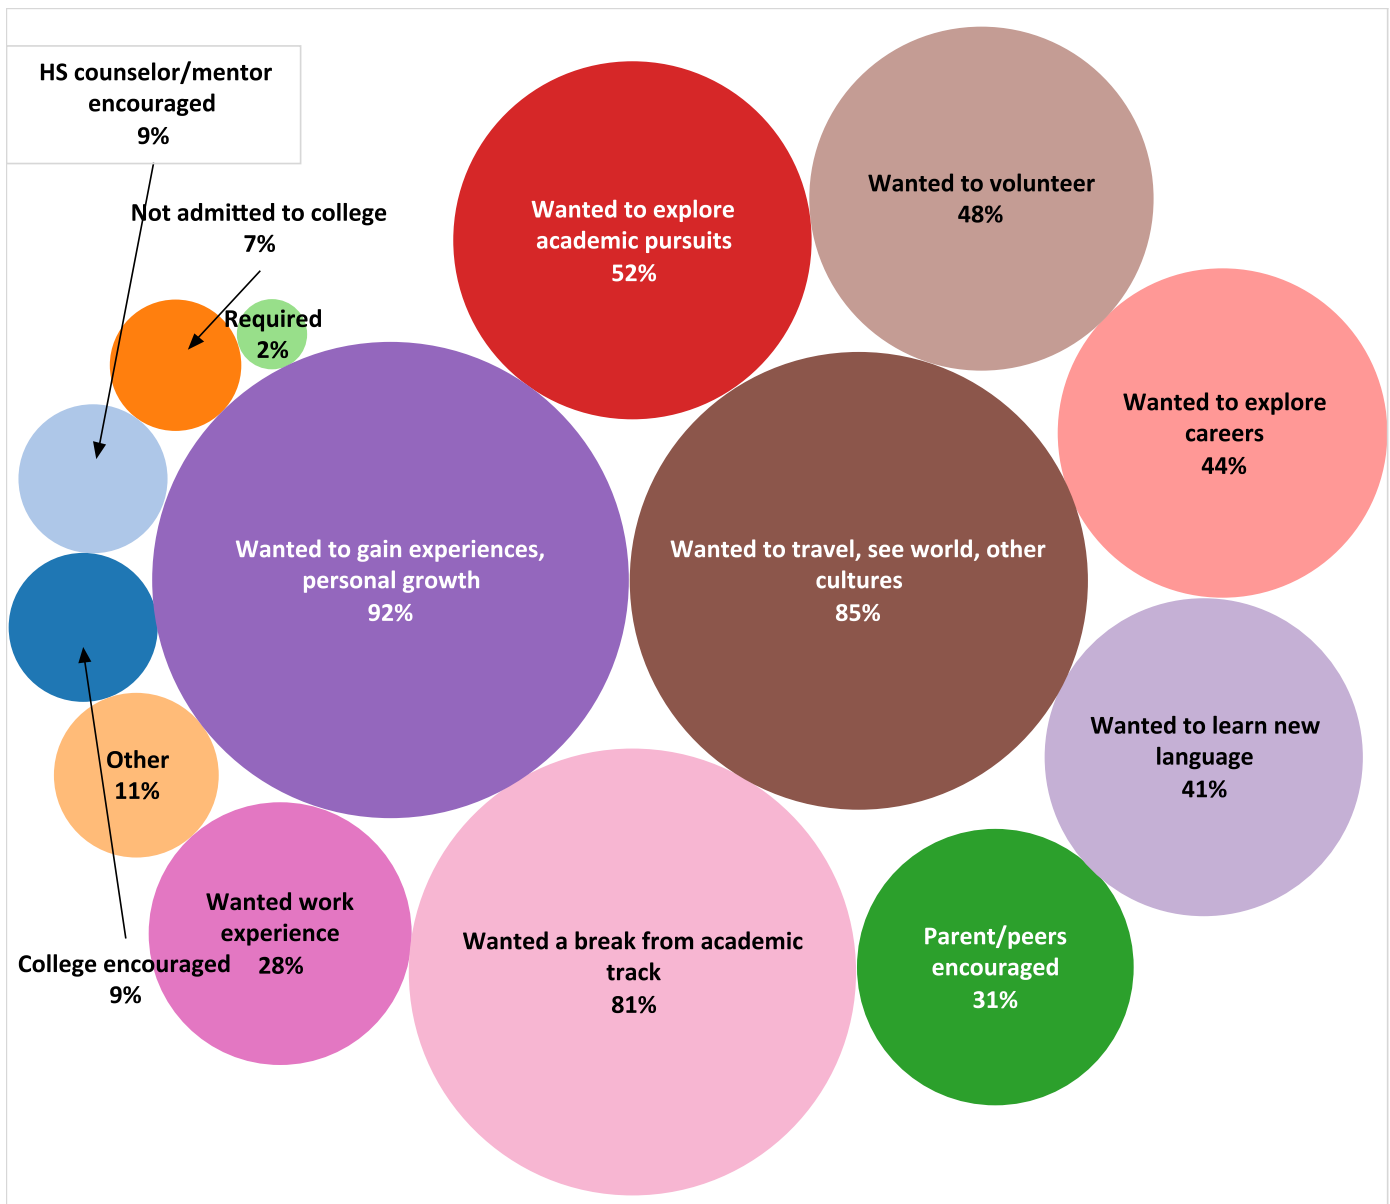 HS counselor/mentor
encouraged
9%
Not admitted to college
7%
Required
2%
Wanted to explore
academic pursuits
52%
Wanted to volunteer
48%
Wanted to explore
careers
44%
Wanted to gain experiences,
personal growth
92%
Wanted to travel, see world, other
cultures
85%
Wanted to learn new
language
41%
Other
11%
Wanted work
experience
28%
College encouraged
9%
Wanted a break from academic
track
81%
Parent/peers
encouraged
31%